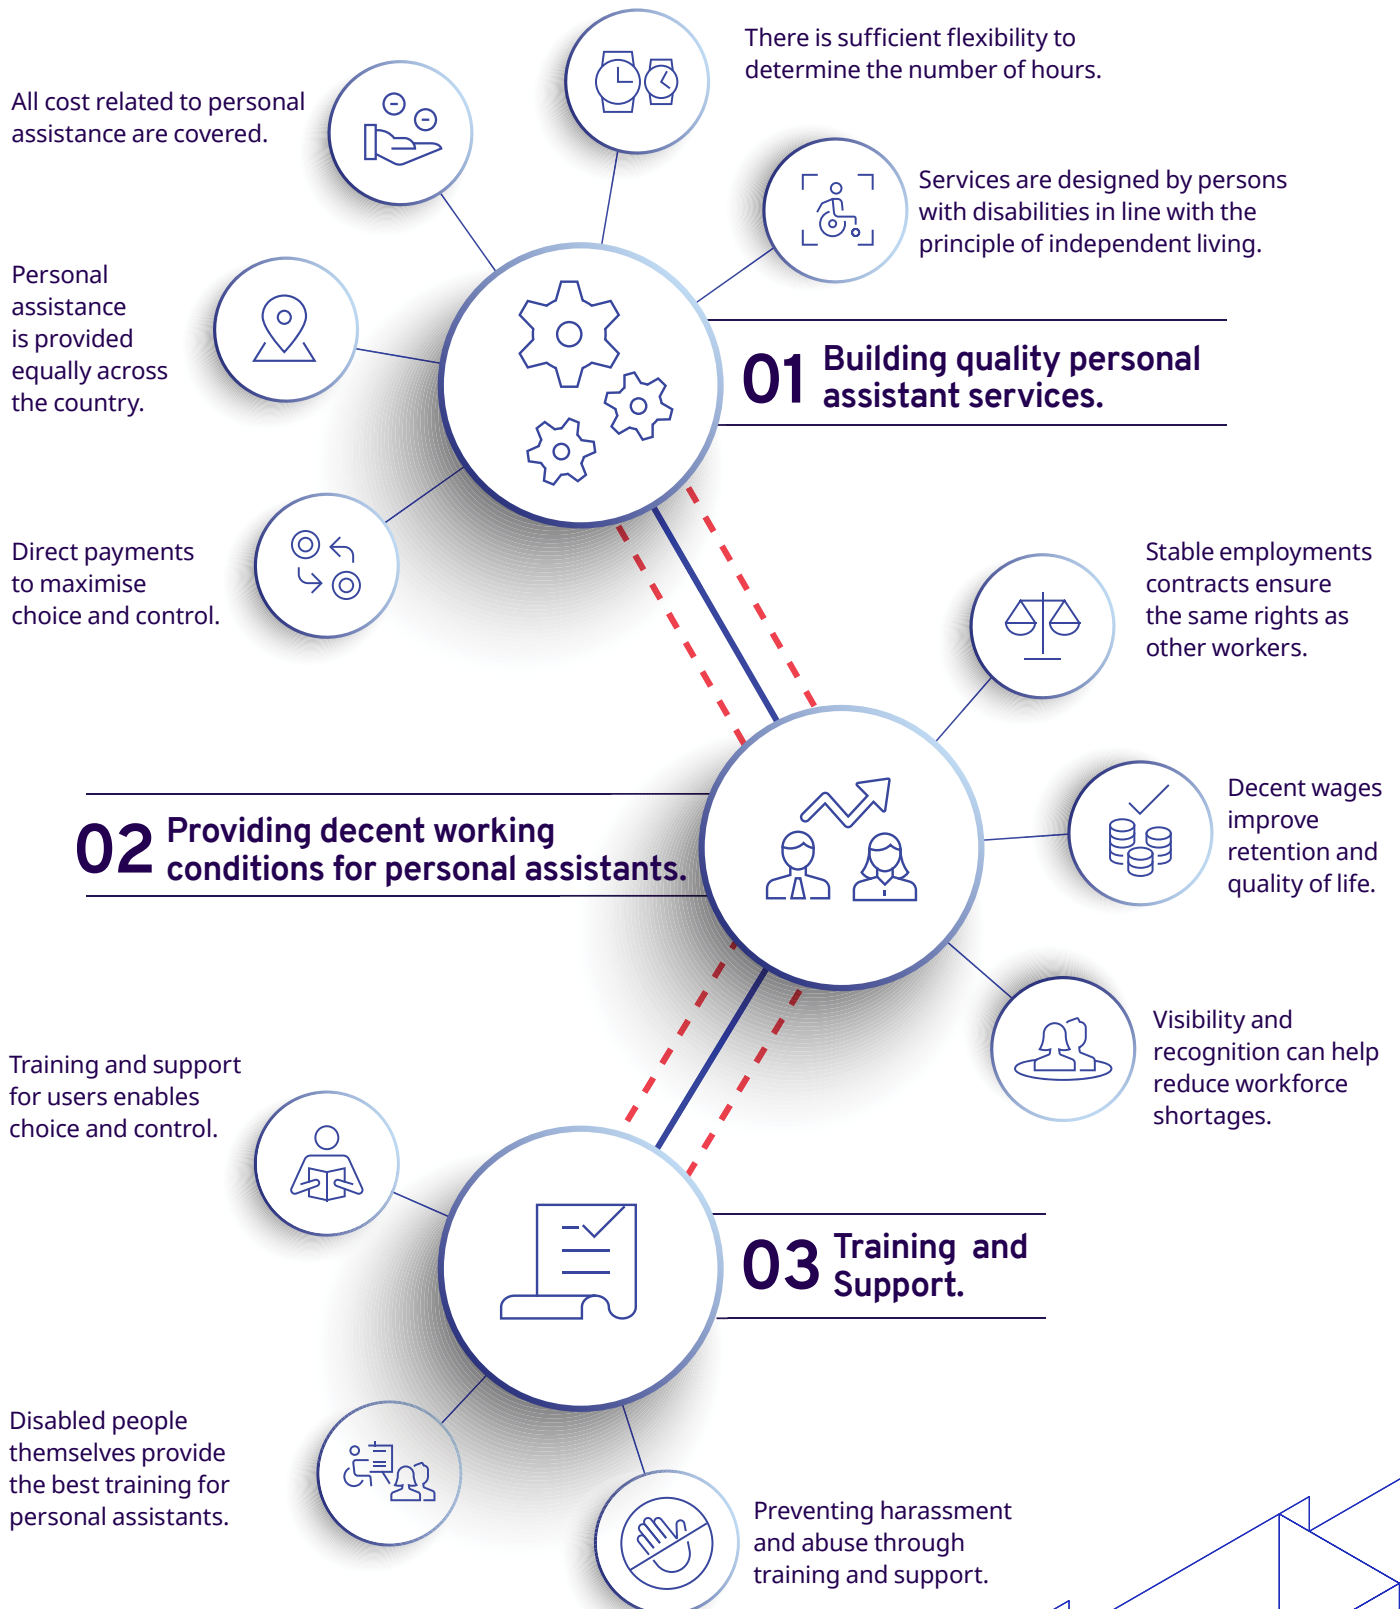 There is sufficient flexibility to
determine the number of hours.
All cost related to personal
assistance are covered.
Services are designed by persons
with disabilities in line with the
principle of independent living.
Personal
assistance
is provided
equally across
the country.
01 Building quality personal
assistant services.
Direct payments
to maximise
choice and control.
Stable employments
contracts ensure
the same rights as
other workers.
Decent wages
improve
retention and
quality of life.
02 Providing decent working
conditions for personal assistants.
Visibility and
recognition can help
reduce workforce
shortages.
Training and support
for users enables
choice and control.
03 Training and
Support.
Disabled people
themselves provide
the best training for
personal assistants.
Preventing harassment
and abuse through
training and support.